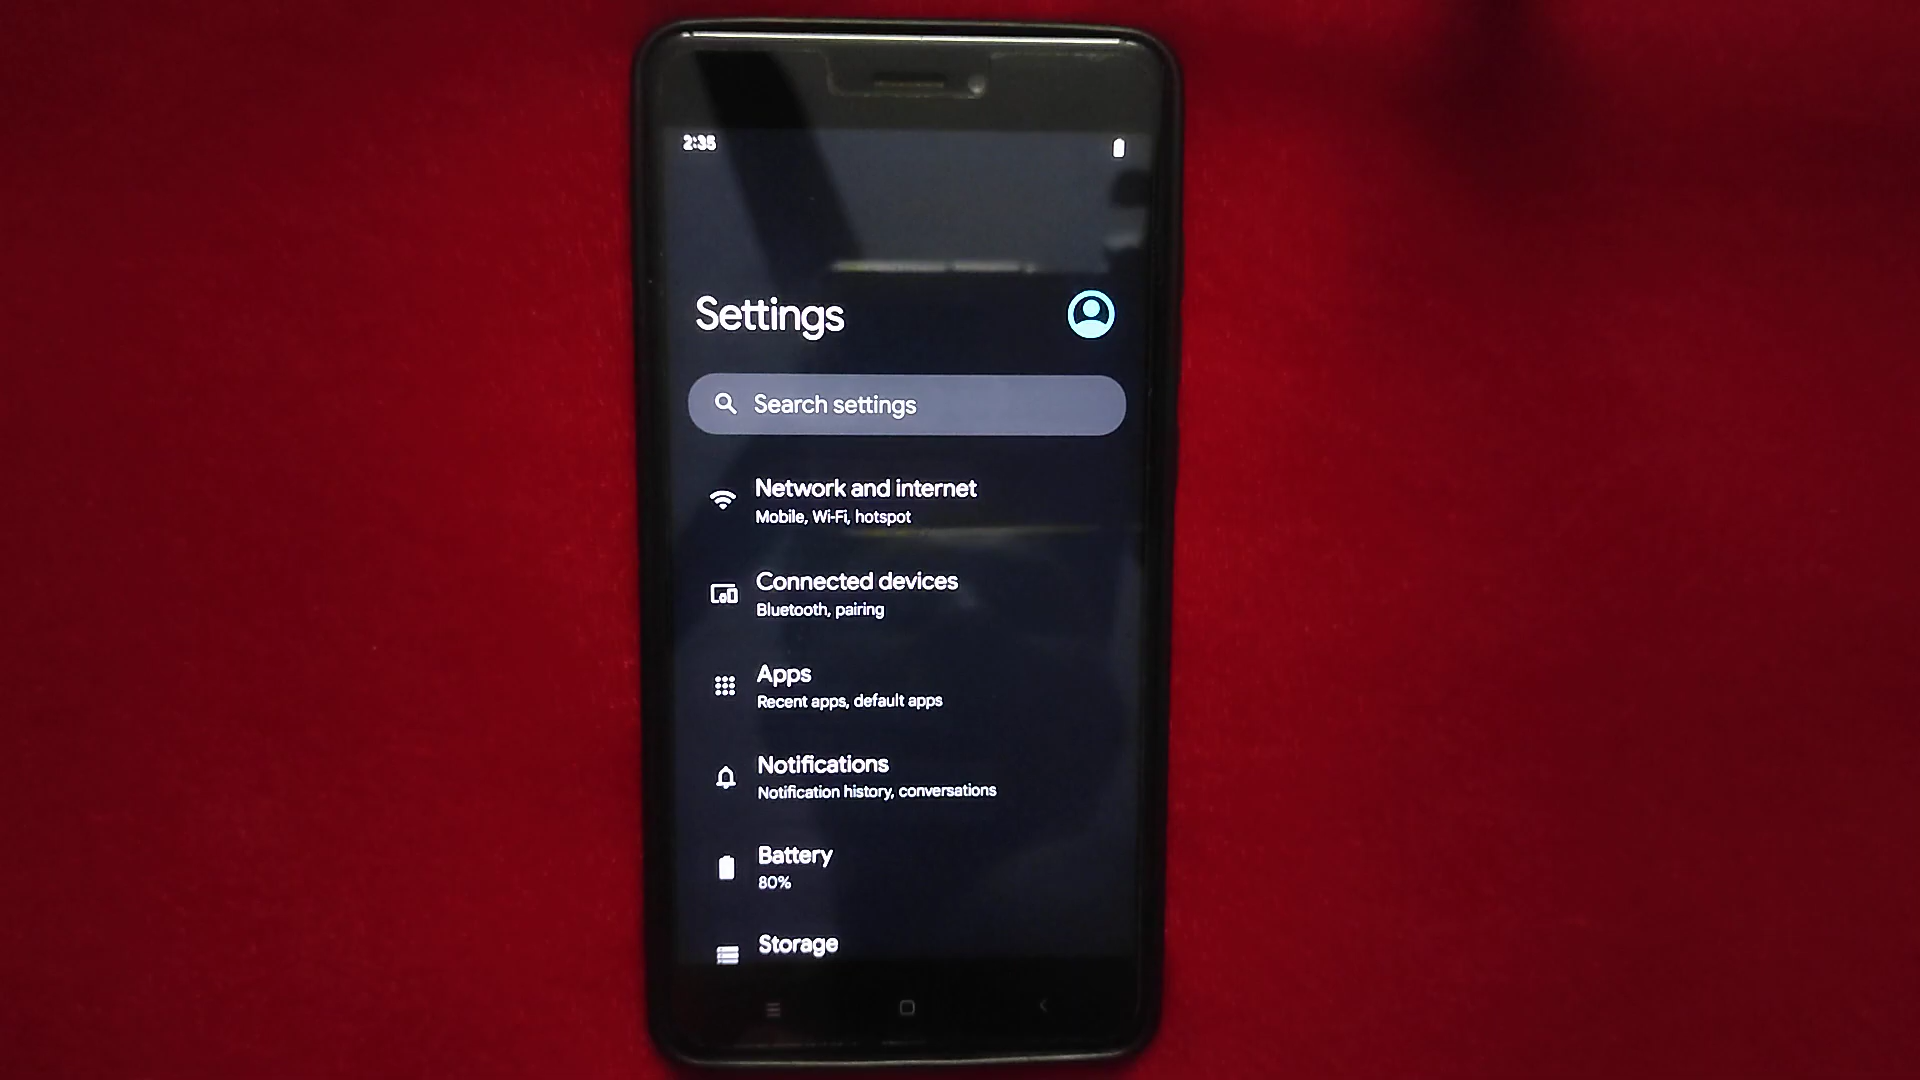 2:35
Settings
Search settings
Network and internet
Mobile, Wi-Fi, hotspot
Connected devices
Bluetooth, pairing
Apps
Recent apps, default apps
Notifications
Notification history, conversations
Battery
80%
Storage